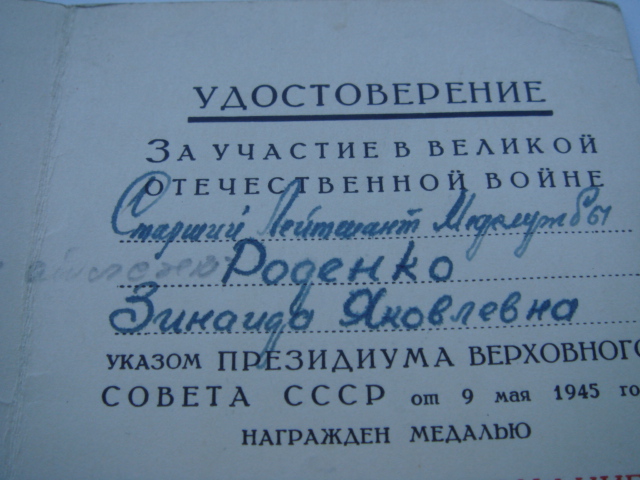 УДОСТОВЕРЕНИЕ
ЗА УЧАСТИЕ В ВЕЛИКОЙ
ОТЕЧЕСТВЕННОЙ ВОЙНЕ
Старший Лейтенант Медслужбы
Роденко
Зинаида Яковлевна
УКАЗОМ ПРЕЗИДИУМА ВЕРХОВНОГО
СОВЕТА СССР от 9 мая 1945 го
НАГРАЖДЕН МЕДАЛЬЮ